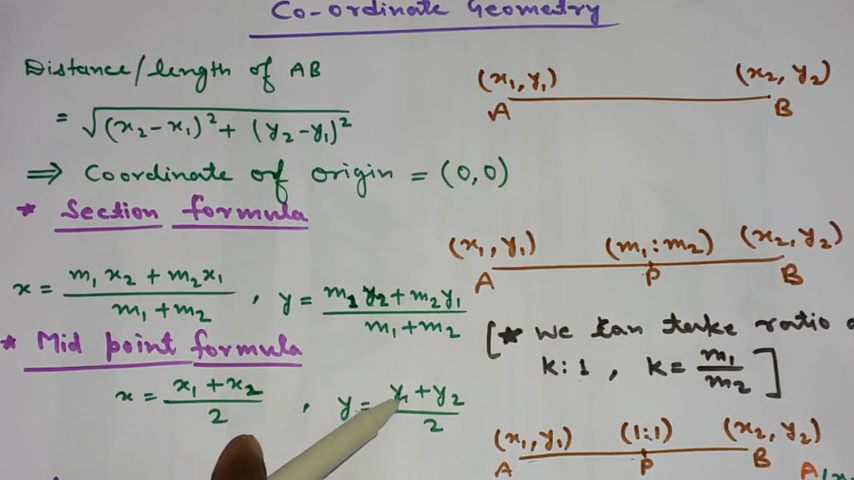 Co-ordinate Geometry
Distance/length of AB
= √(x₂-x₁)² + (y₂-y₁)²
(x₁, y₁) (x₂, y₂)
A B
⇒ Coordinate of origin = (0,0)
* Section formula
(x₁, y₁) (m₁:m₂) (x₂, y₂)
A P B
x = m₁x₂ + m₂x₁ / m₁+m₂ , y = m₁y₂+m₂y₁ / m₁+m₂
[* we can take ratio
k:1 , k = m₁/m₂ ]
* Mid point formula
x = x₁+x₂ / 2 , y = y₁+y₂ / 2
(x₁, y₁) (1:1) (x₂, y₂)
A P B